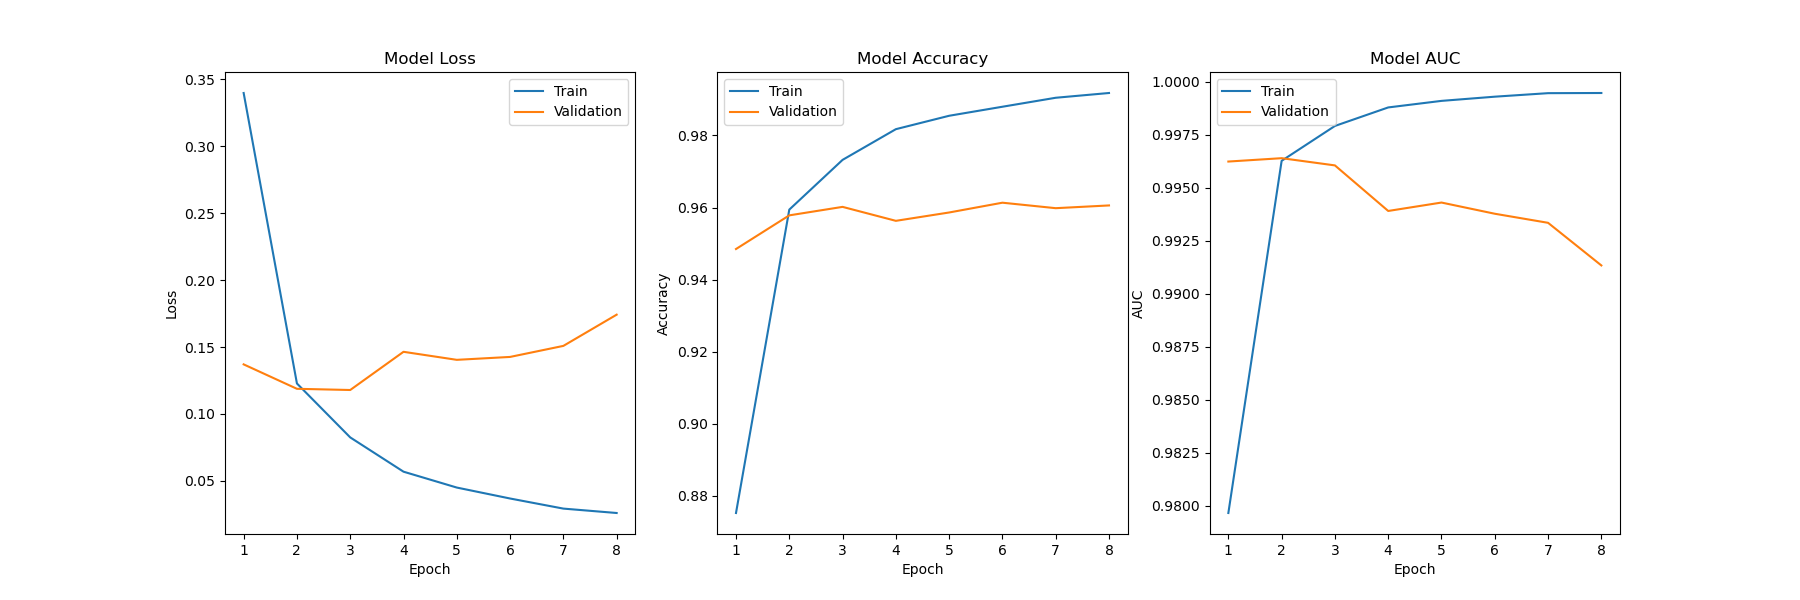 Model Loss
0.35
0.30
0.25
0.20
0.15
0.10
0.05
Loss
Train
Validation
1 2 3 4 5 6 7 8
Epoch
Model Accuracy
0.98
0.96
0.94
0.92
0.90
0.88
Accuracy
Train
Validation
1 2 3 4 5 6 7 8
Epoch
Model AUC
1.0000
0.9975
0.9950
0.9925
0.9900
0.9875
0.9850
0.9825
0.9800
AUC
Train
Validation
1 2 3 4 5 6 7 8
Epoch